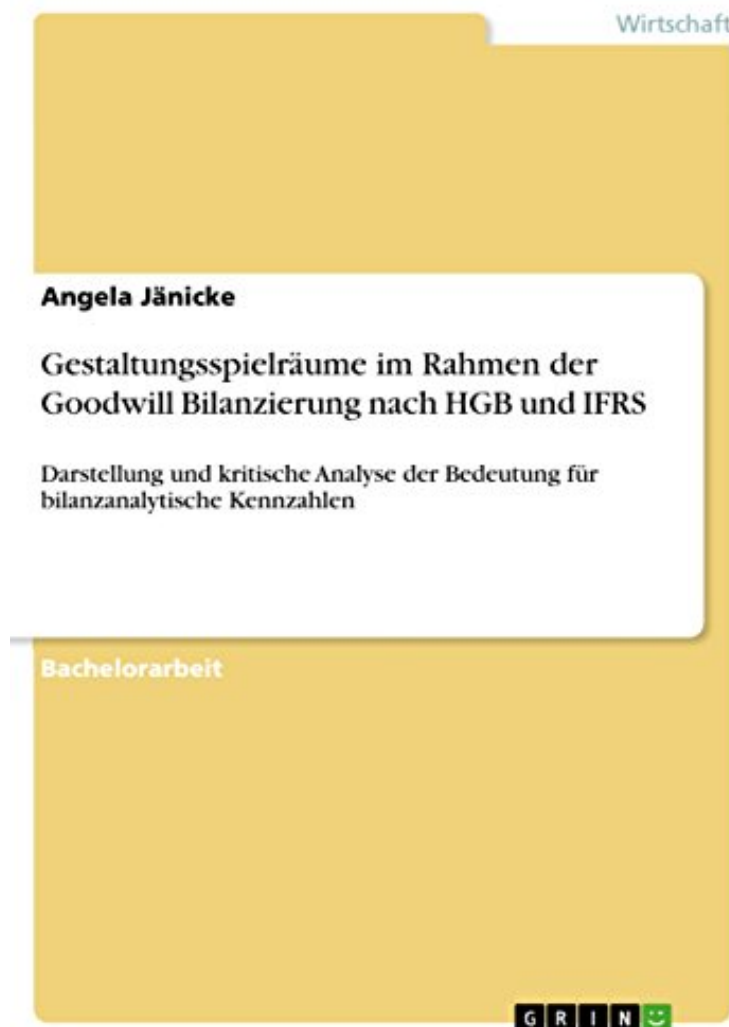 Wirtschaft
Angela Jänicke
Gestaltungsspielräume im Rahmen der
Goodwill Bilanzierung nach HGB und IFRS
Darstellung und kritische Analyse der Bedeutung für
bilanzanalytische Kennzahlen
Bachelorarbeit
GRIN